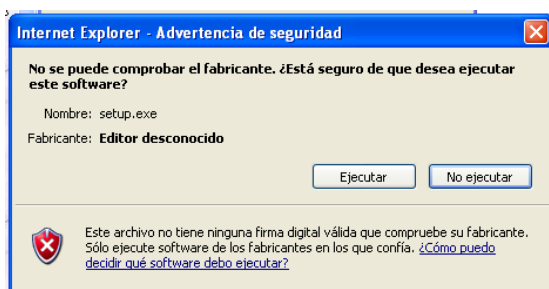 Internet Explorer - Advertencia de seguridad
No se puede comprobar el fabricante. ¿Está seguro de que desea ejecutar
este software?
Nombre: setup.exe
Fabricante: Editor desconocido
Ejecutar
No ejecutar
Este archivo no tiene ninguna firma digital válida que compruebe su fabricante.
Sólo ejecute software de los fabricantes en los que confía. ¿Cómo puedo
decidir qué software debo ejecutar?